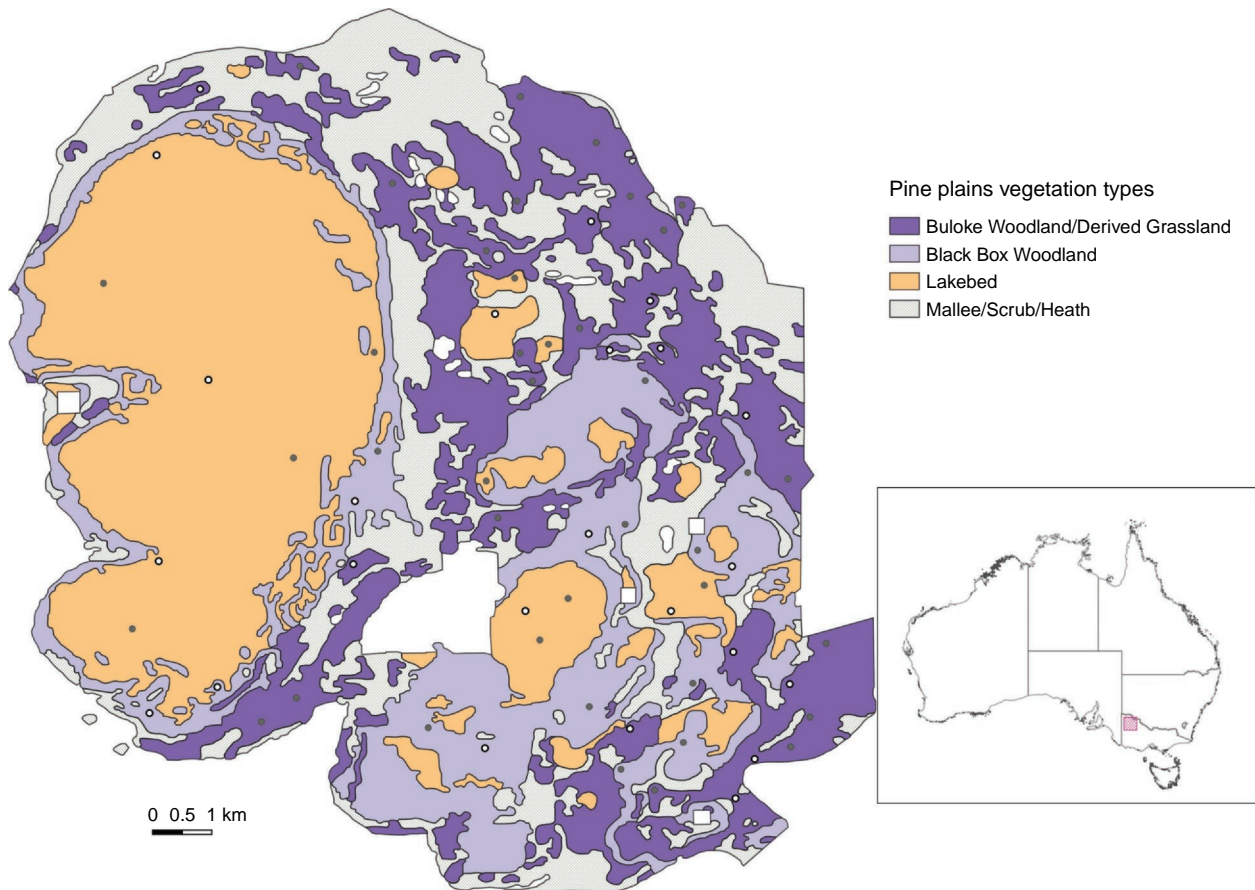 Pine plains vegetation types
Buloke Woodland/Derived Grassland
Black Box Woodland
Lakebed
Mallee/Scrub/Heath
0 0.5 1 km